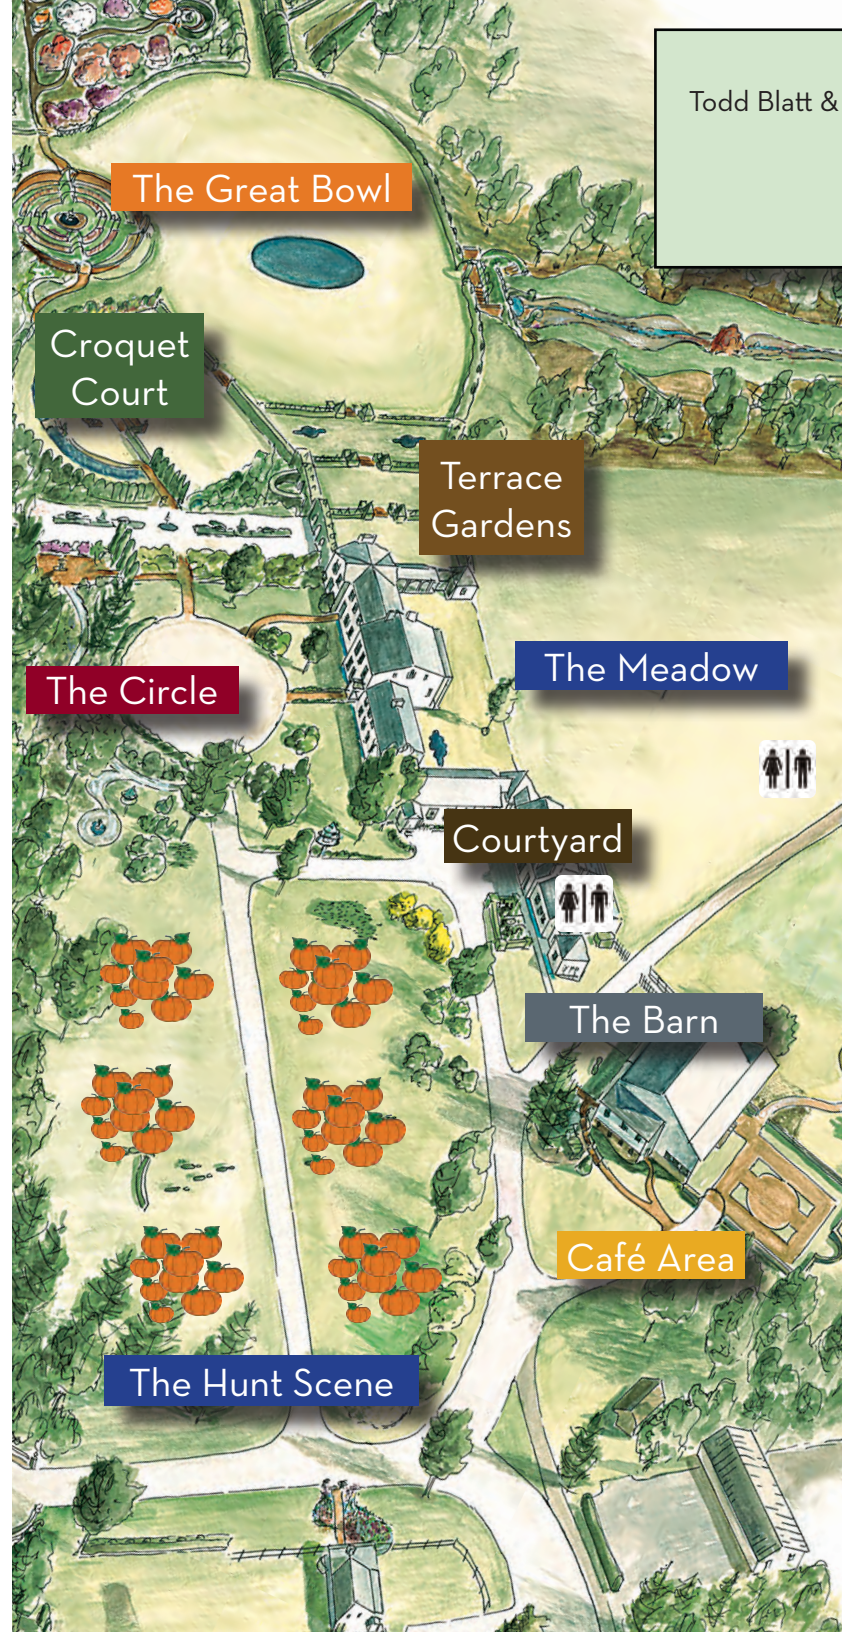 Todd Blatt &
The Great Bowl
Croquet
Court
Terrace
Gardens
The Meadow
The Circle
Courtyard
The Barn
Café Area
The Hunt Scene